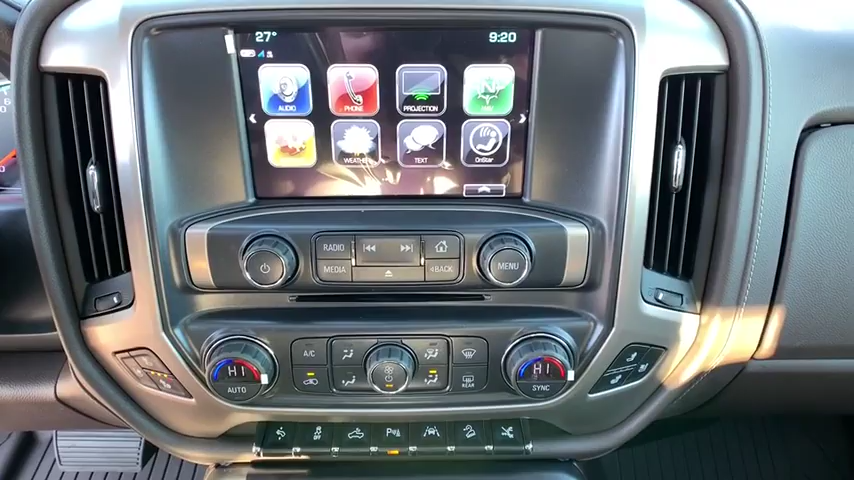 27° 9:20
AUDIO PHONE PROJECTION
WEATHER TEXT OnStar
RADIO
MENU
MEDIA BACK
A/C
HI HI
AUTO REAR SYNC
P